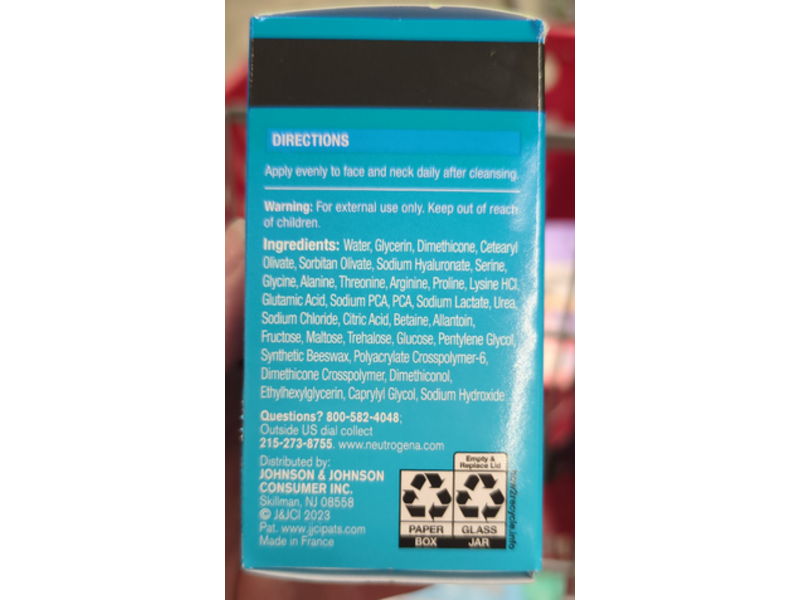 DIRECTIONS
Apply evenly to face and neck daily after cleansing.
Warning: For external use only. Keep out of reach
of children.
Ingredients: Water, Glycerin, Dimethicone, Cetearyl
Olivate, Sorbitan Olivate, Sodium Hyaluronate, Serine,
Glycine, Alanine, Threonine, Arginine, Proline, Lysine HCl,
Glutamic Acid, Sodium PCA, PCA, Sodium Lactate, Urea,
Sodium Chloride, Citric Acid, Betaine, Allantoin,
Fructose, Maltose, Trehalose, Glucose, Pentylene Glycol,
Synthetic Beeswax, Polyacrylate Crosspolymer-6,
Dimethicone Crosspolymer, Dimethiconol,
Ethylhexylglycerin, Caprylyl Glycol, Sodium Hydroxide
Questions? 800-582-4048;
Outside US dial collect
215-273-8755. www.neutrogena.com
Distributed by:
JOHNSON & JOHNSON
CONSUMER INC.
Skillman, NJ 08558
© J&JCI 2023
Pat. www.jjcipats.com
Made in France
Empty &
Replace Lid
PAPER
BOX
GLASS
JAR
how2recycle.info